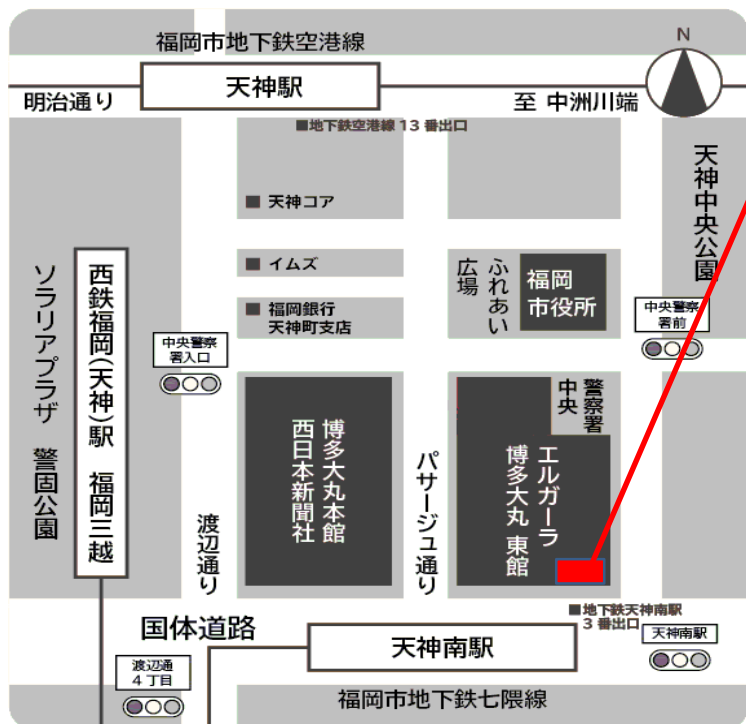 福岡市地下鉄空港線
天神駅
N
明治通り
至 中洲川端
■地下鉄空港線 13 番出口
天神中央公園
■ 天神コア
■ イムズ
ふれあい
広場
福岡
市役所
■ 福岡銀行
天神町支店
中央警察
署前
中央警察
署入口
ソラリアプラザ 警固公園
西鉄福岡(天神)駅 福岡三越
渡辺通り
博多大丸本館
西日本新聞社
パサージュ通り
警察署
中央
エルガーラ
博多大丸 東館
■地下鉄天神南駅
3 番出口
国体道路
天神南駅
天神南駅
渡辺通
4 丁目
福岡市地下鉄七隈線